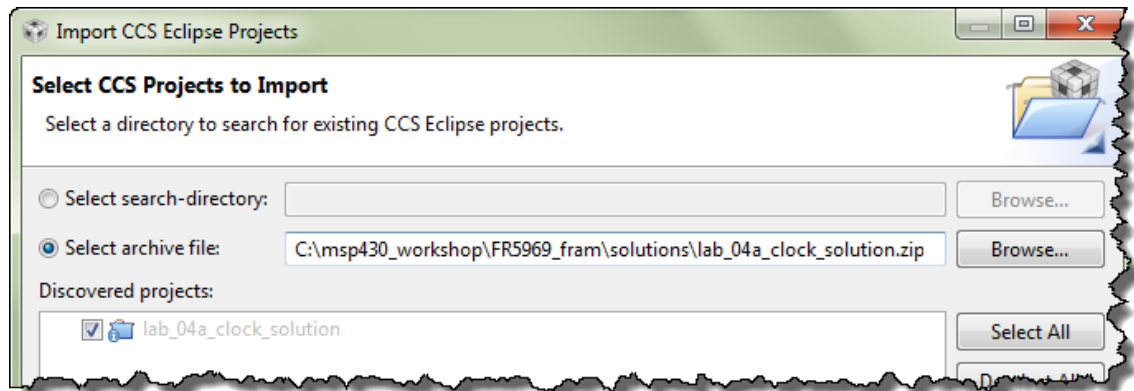 Import CCS Eclipse Projects
Select CCS Projects to Import
Select a directory to search for existing CCS Eclipse projects.
Select search-directory: Browse...
Select archive file: C:\msp430_workshop\FR5969_fram\solutions\lab_04a_clock_solution.zip Browse...
Discovered projects:
lab_04a_clock_solution
Select All